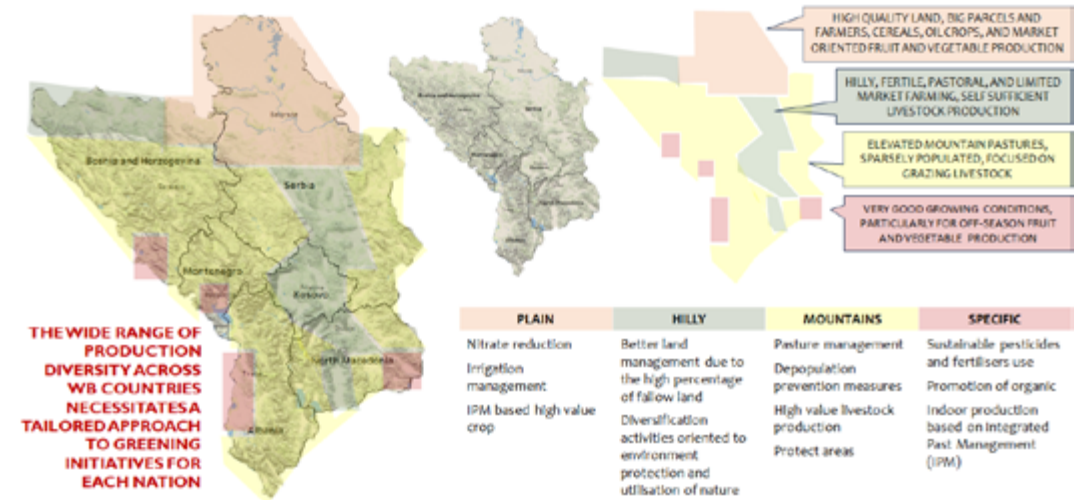 HIGH QUALITY LAND, BIG PARCELS AND
FARMERS, CEREALS, OIL CROPS, AND MARKET
ORIENTED FRUIT AND VEGETABLE PRODUCTION
HILLY, FERTILE, PASTORAL, AND LIMITED
MARKET FARMING, SELF SUFFICIENT
LIVESTOCK PRODUCTION
ELEVATED MOUNTAIN PASTURES,
SPARSELY POPULATED, FOCUSED ON
GRAZING LIVESTOCK
VERY GOOD GROWING CONDITIONS,
PARTICULARLY FOR OFF-SEASON FRUIT
AND VEGETABLE PRODUCTION
Bosnia and Herzegovina
Serbia
Montenegro
Kosovo
North Macedonia
Albania
THE WIDE RANGE OF
PRODUCTION
DIVERSITY ACROSS
WB COUNTRIES
NECESSITATES A
TAILORED APPROACH
TO GREENING
INITIATIVES FOR
EACH NATION
PLAIN
Nitrate reduction
Irrigation
management
IPM based high value
crop
HILLY
Better land
management due to
the high percentage
of fallow land
Diversification
activities oriented to
environment
protection and
utilisation of nature
MOUNTAINS
Pasture management
Depopulation
prevention measures
High value livestock
production
Protect areas
SPECIFIC
Sustainable pesticides
and fertilisers use
Promotion of organic
Indoor production
based on Integrated
Past Management
(IPM)